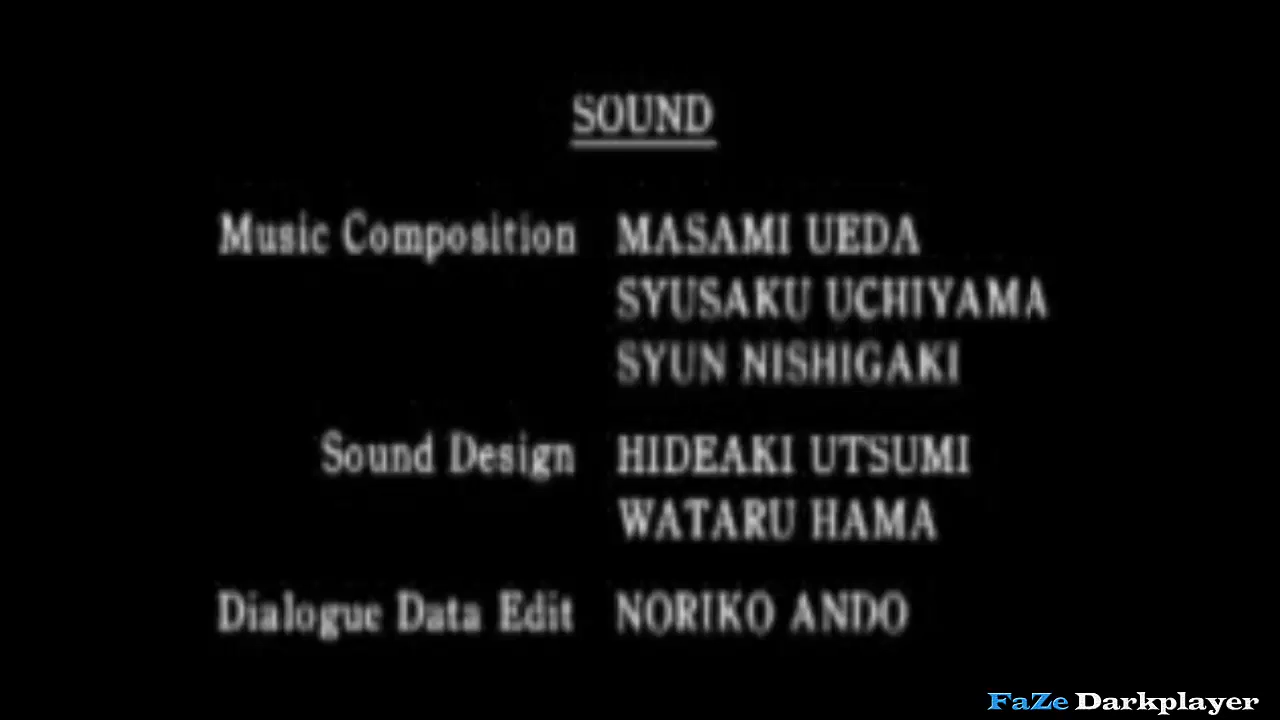 SOUND
Music Composition MASAMI UEDA
SYUSAKU UCHIYAMA
SYUN NISHIGAKI
Sound Design HIDEAKI UTSUMI
WATARU HAMA
Dialogue Data Edit NORIKO ANDO
FaZe Darkplayer